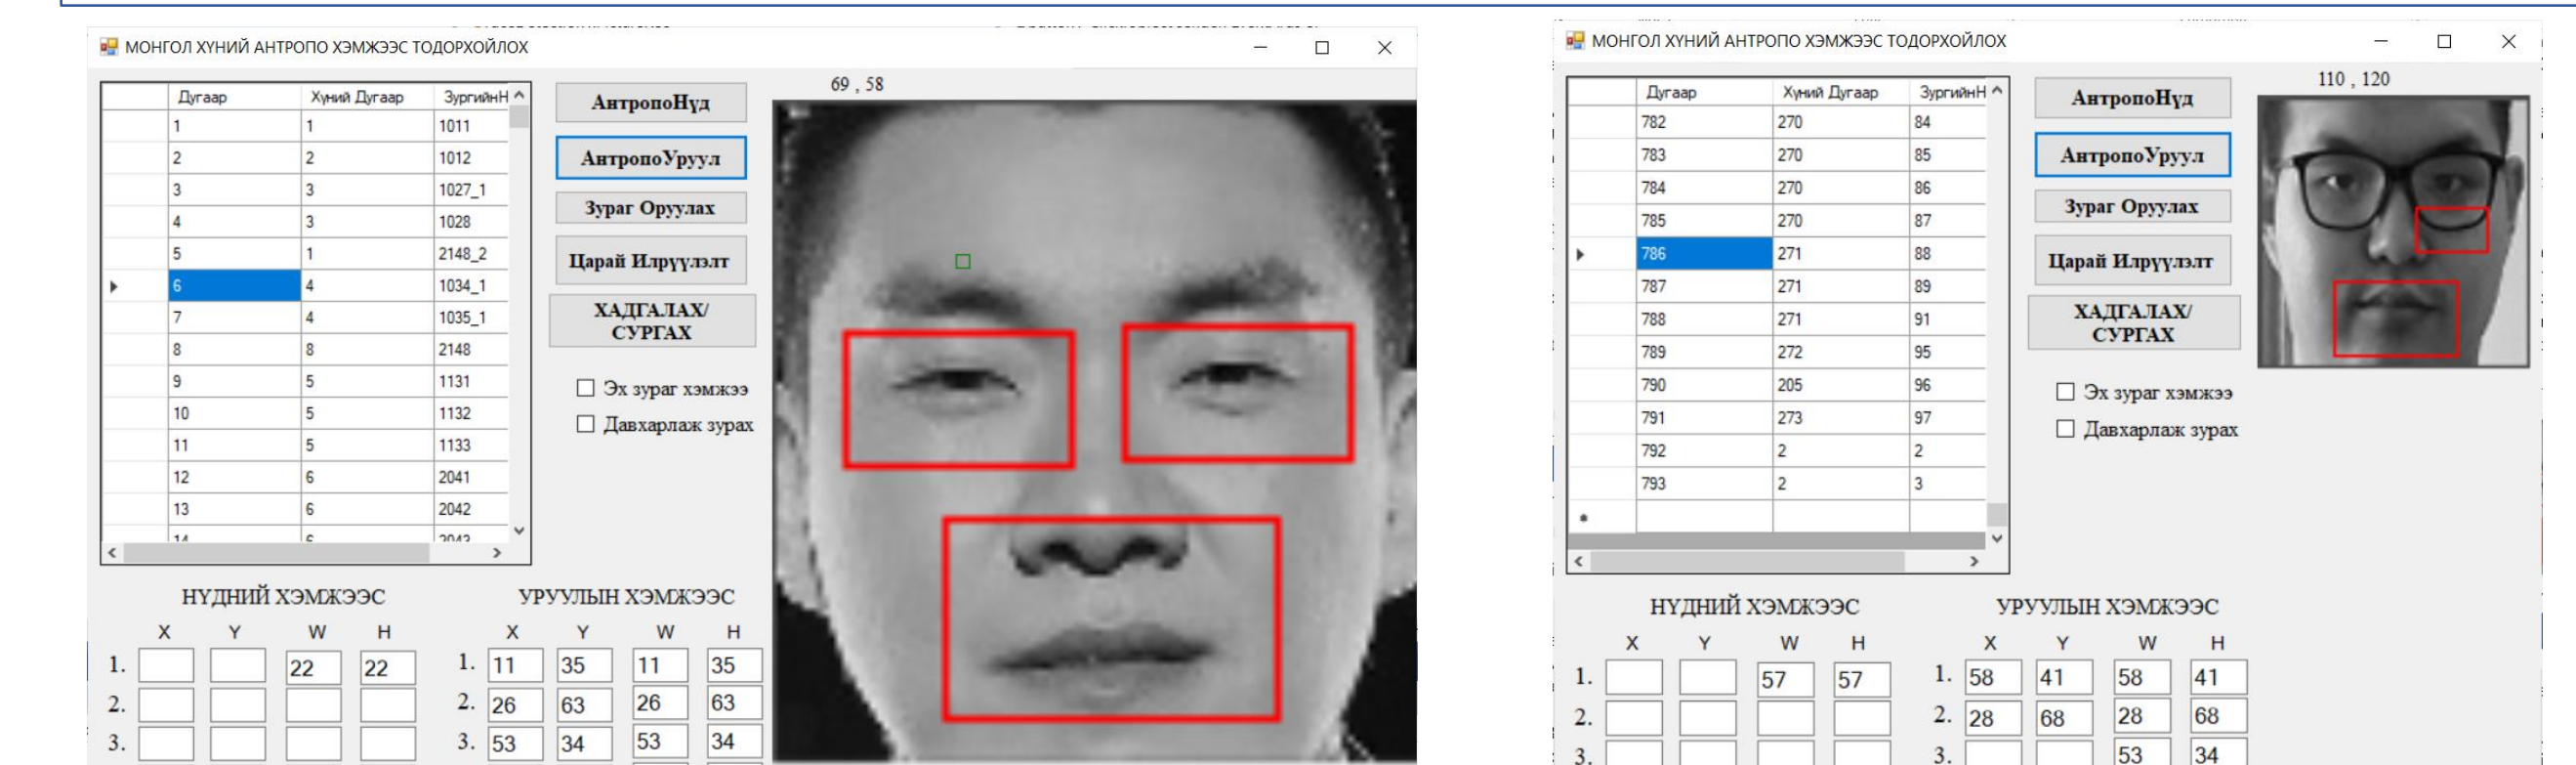 МОНГОЛ ХҮНИЙ АНТРОПО ХЭМЖЭЭС ТОДОРХОЙЛОХ
69 , 58
Дугаар Хүний Дугаар ЗургийнН
1 1 1011
2 2 1012
3 3 1027_1
4 3 1028
5 1 2148_2
6 4 1034_1
7 4 1035_1
8 8 2148
9 5 1131
10 5 1132
11 5 1133
12 6 2041
13 6 2042
14 6 2043
АнтропоНүд
АнтропоУруул
Зураг Оруулах
Царай Илрүүлэлт
ХАДГАЛАХ/
СУРГАХ
Эх зураг хэмжээ
Давхарлаж зурах
НҮДНИЙ ХЭМЖЭЭС
X Y W H
1. 22 22
2.
3.
УРУУЛЫН ХЭМЖЭЭС
X Y W H
1. 11 35 11 35
2. 26 63 26 63
3. 53 34 53 34
МОНГОЛ ХҮНИЙ АНТРОПО ХЭМЖЭЭС ТОДОРХОЙЛОХ
110 , 120
Дугаар Хүний Дугаар ЗургийнН
782 270 84
783 270 85
784 270 86
785 270 87
786 271 88
787 271 89
788 271 91
789 272 95
790 205 96
791 273 97
792 2 2
793 2 3
АнтропоНүд
АнтропоУруул
Зураг Оруулах
Царай Илрүүлэлт
ХАДГАЛАХ/
СУРГАХ
Эх зураг хэмжээ
Давхарлаж зурах
НҮДНИЙ ХЭМЖЭЭС
X Y W H
1. 57 57
2.
3.
УРУУЛЫН ХЭМЖЭЭС
X Y W H
1. 58 41 58 41
2. 28 68 28 68
3. 53 34